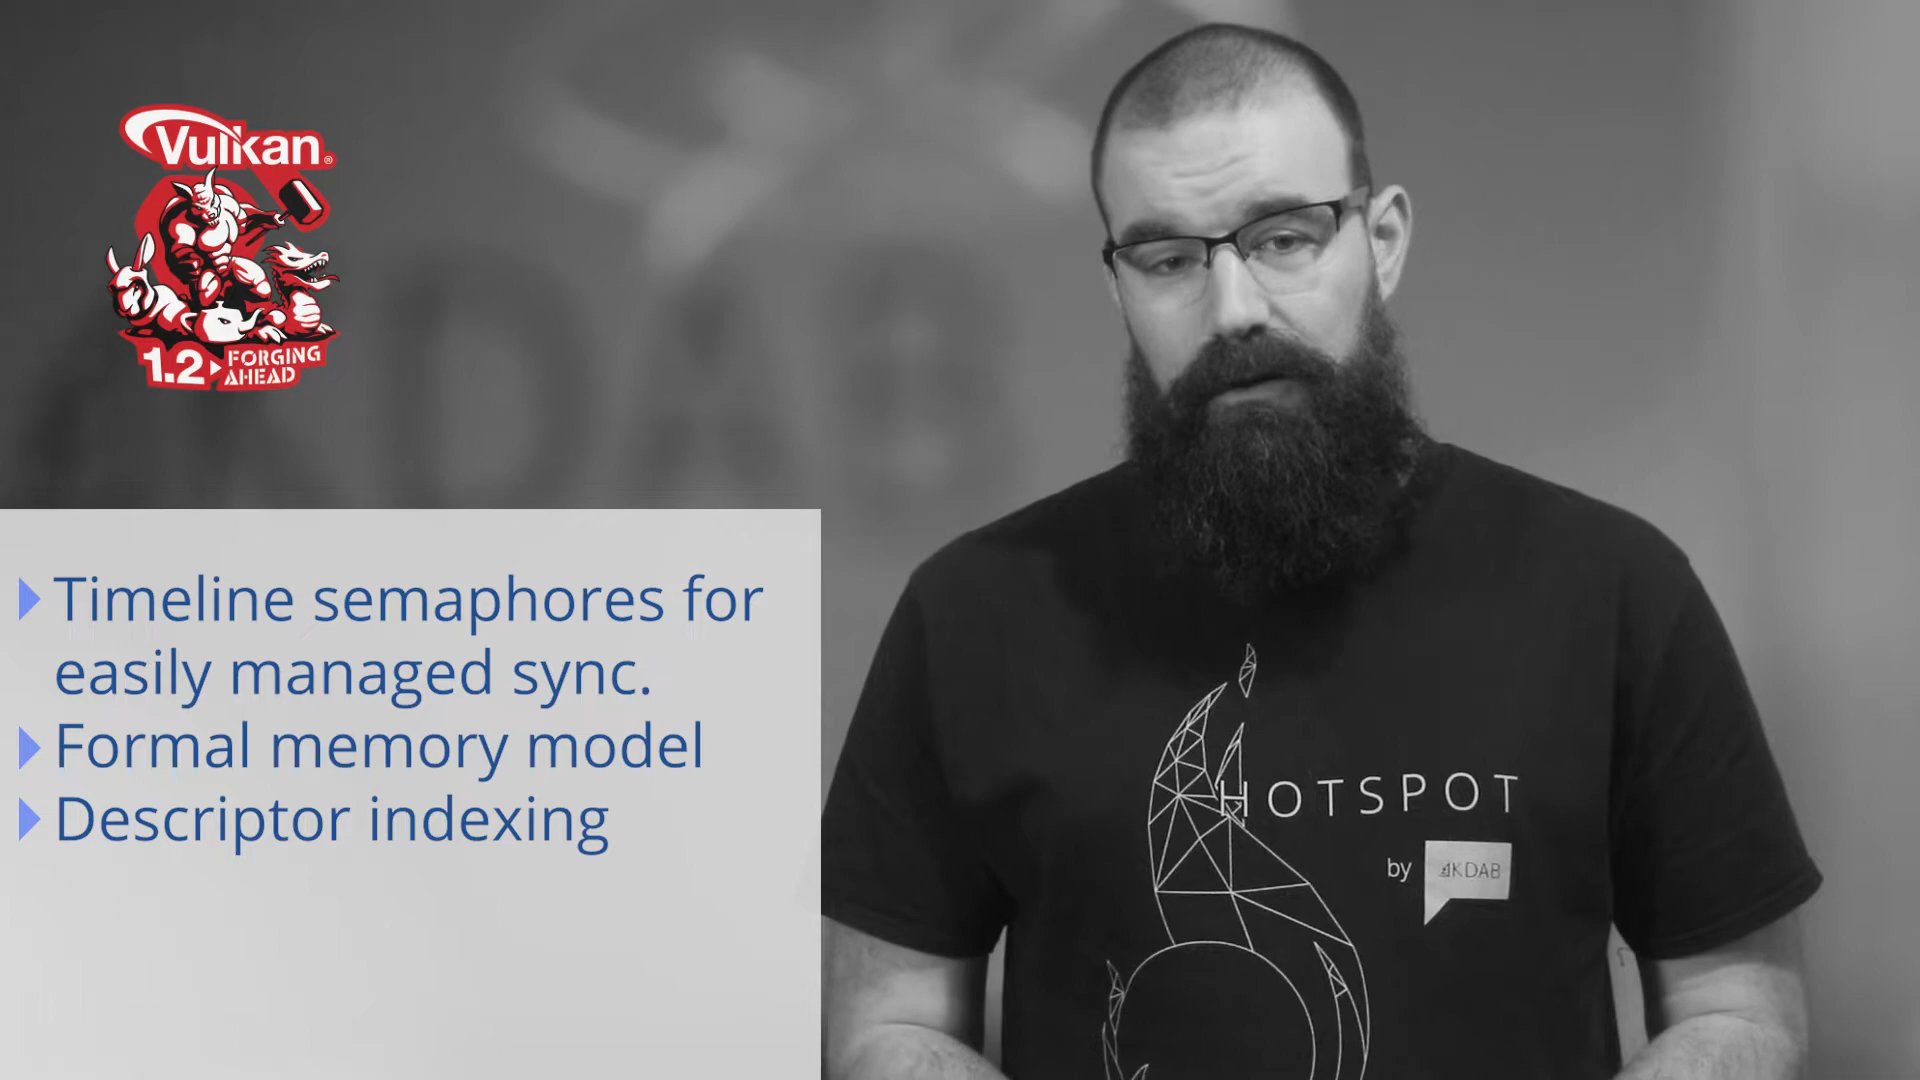 Vulkan®
1.2 FORGING
AHEAD
Timeline semaphores for
easily managed sync.
Formal memory model
Descriptor indexing
HOTSPOT
by KDAB